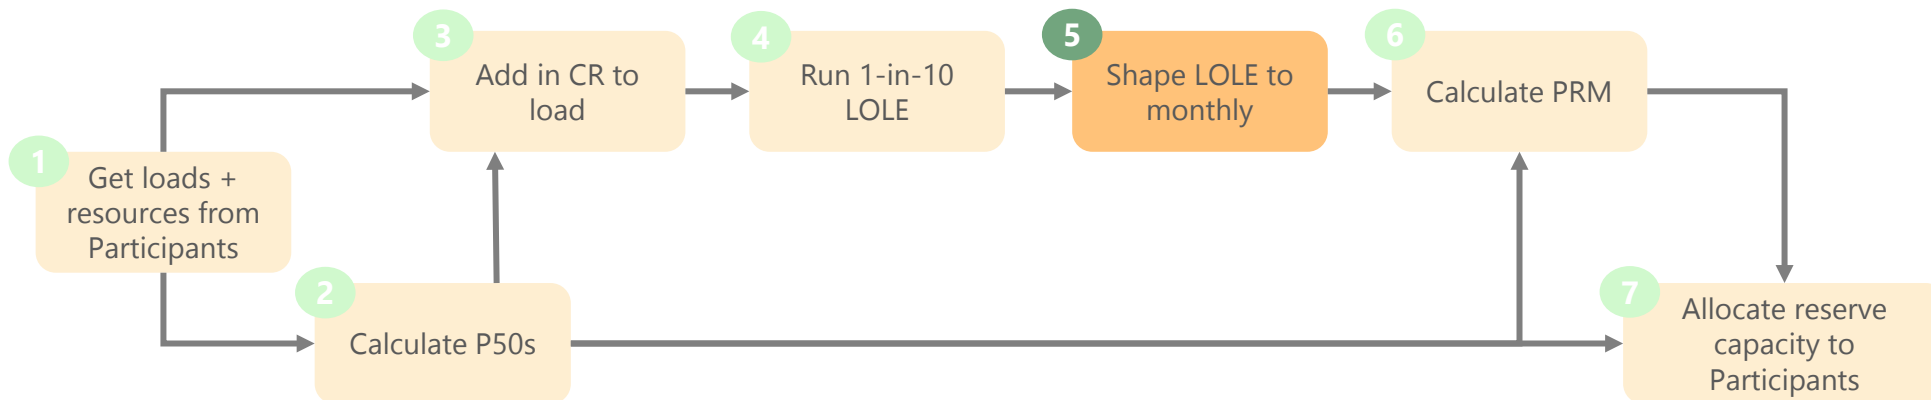 1
Get loads +
resources from
Participants
2
Calculate P50s
3
Add in CR to
load
4
Run 1-in-10
LOLE
5
Shape LOLE to
monthly
6
Calculate PRM
7
Allocate reserve
capacity to
Participants